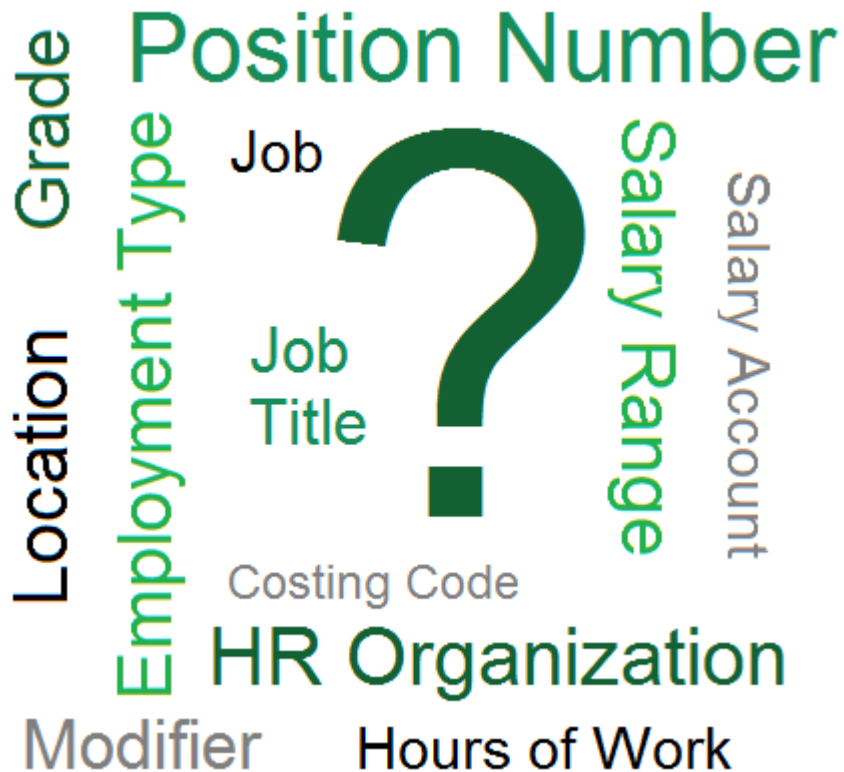 Position Number
Grade
Job
?
Employment Type
Salary Range
Salary Account
Job
Title
Location
Costing Code
HR Organization
Modifier
Hours of Work